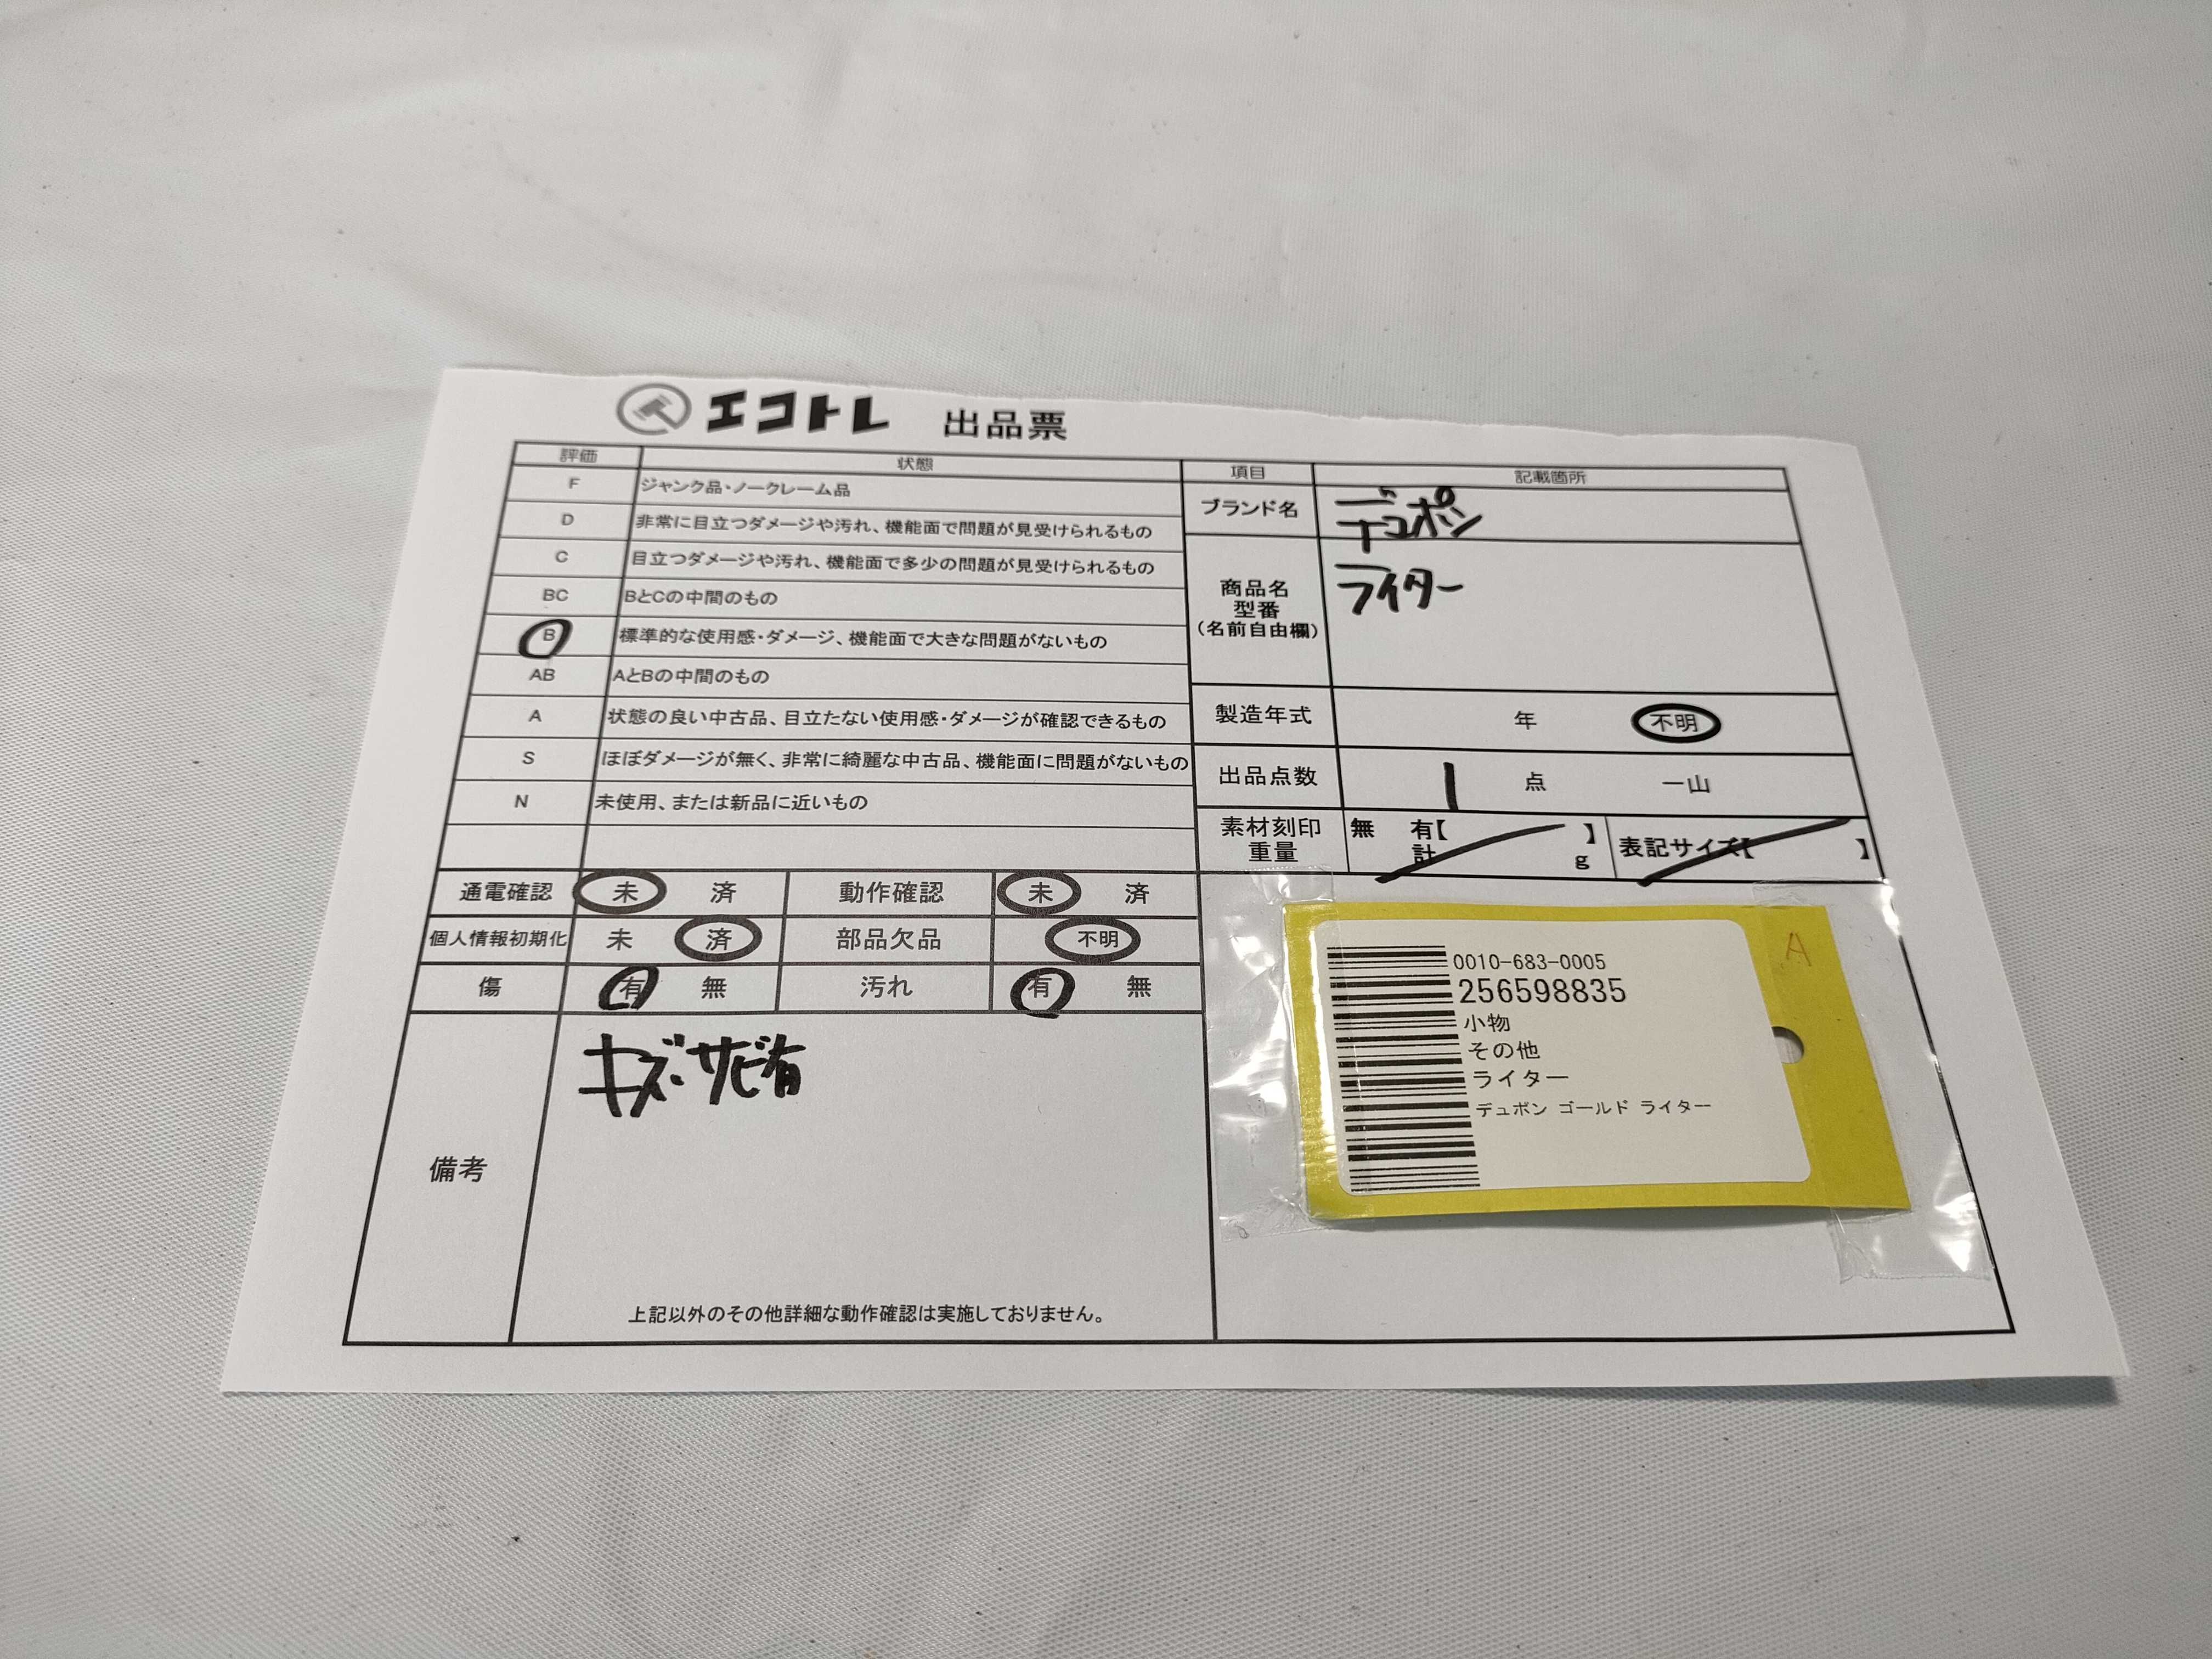 エコトレ 出品票
評価 状態
F ジャンク品・ノークレーム品
D 非常に目立つダメージや汚れ、機能面で問題が見受けられるもの
C 目立つダメージや汚れ、機能面で多少の問題が見受けられるもの
BC BとCの中間のもの
B 標準的な使用感・ダメージ、機能面で大きな問題がないもの
AB AとBの中間のもの
A 状態の良い中古品、目立たない使用感・ダメージが確認できるもの
S ほぼダメージが無く、非常に綺麗な中古品、機能面に問題がないもの
N 未使用、または新品に近いもの
項目 記載箇所
ブランド名 デュポン
商品名
型番
(名前自由欄)
ライター
製造年式 年 不明
出品点数 1 点 一山
素材刻印 無 有【 】
重量 計 g
表記サイズ【 】
通電確認 未 済 動作確認 未 済
個人情報初期化 未 済 部品欠品 不明
傷 有 無 汚れ 有 無
備考
キズ、サビ有
上記以外のその他詳細な動作確認は実施しておりません。
A
0010-683-0005
256598835
小物
その他
ライター
デュポン ゴールド ライター